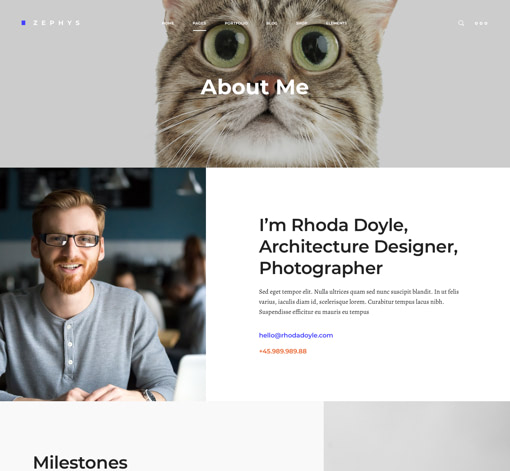 ZEPHYS
HOME PAGES PORTFOLIO BLOG SHOP ELEMENTS
About Me
I'm Rhoda Doyle,
Architecture Designer,
Photographer
Sed eget tempor elit. Nulla ultrices quam sed nunc suscipit blandit. In ut felis
varius, iaculis diam id, scelerisque lorem. Curabitur tempus lacus nibh.
Suspendisse efficitur eu mauris eu tempus
hello@rhodadoyle.com
+45.989.989.88
Milestones